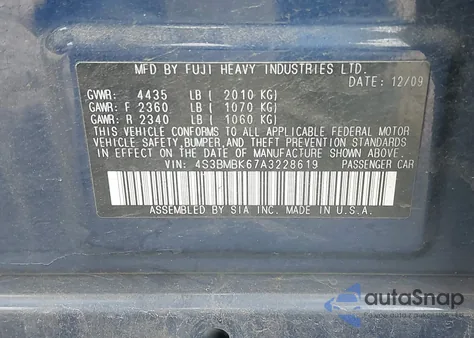 MFD BY FUJI HEAVY INDUSTRIES LTD.
DATE: 12/09
GVWR: 4435 LB ( 2010 KG)
GAWR: F 2360 LB ( 1070 KG)
GAWR: R 2340 LB ( 1060 KG)
THIS VEHICLE CONFORMS TO ALL APPLICABLE FEDERAL MOTOR
VEHICLE SAFETY, BUMPER, AND THEFT PREVENTION STANDARDS
IN EFFECT ON THE DATE OF MANUFACTURE SHOWN ABOVE.
VIN: 4S3BMBK67A3228619 PASSENGER CAR
ASSEMBLED BY SIA INC. MADE IN U.S.A.
autoSnap